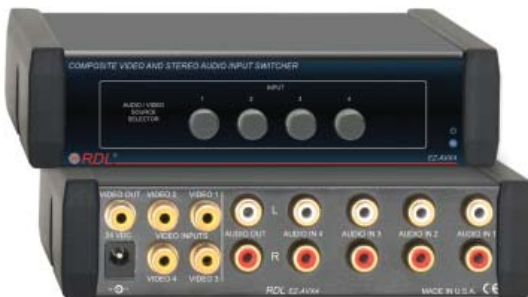 COMPOSITE VIDEO AND STEREO AUDIO INPUT SWITCHER
INPUT
AUDIO / VIDEO
SOURCE
SELECTOR
1 2 3 4
RDL®
EZ-AVX4
VIDEO OUT VIDEO 2 VIDEO 1
L
24 VDC VIDEO INPUTS
AUDIO OUT AUDIO IN 4 AUDIO IN 3 AUDIO IN 2 AUDIO IN 1
R
VIDEO 4 VIDEO 3
RDL EZ-AVX4
MADE IN U.S.A. CE